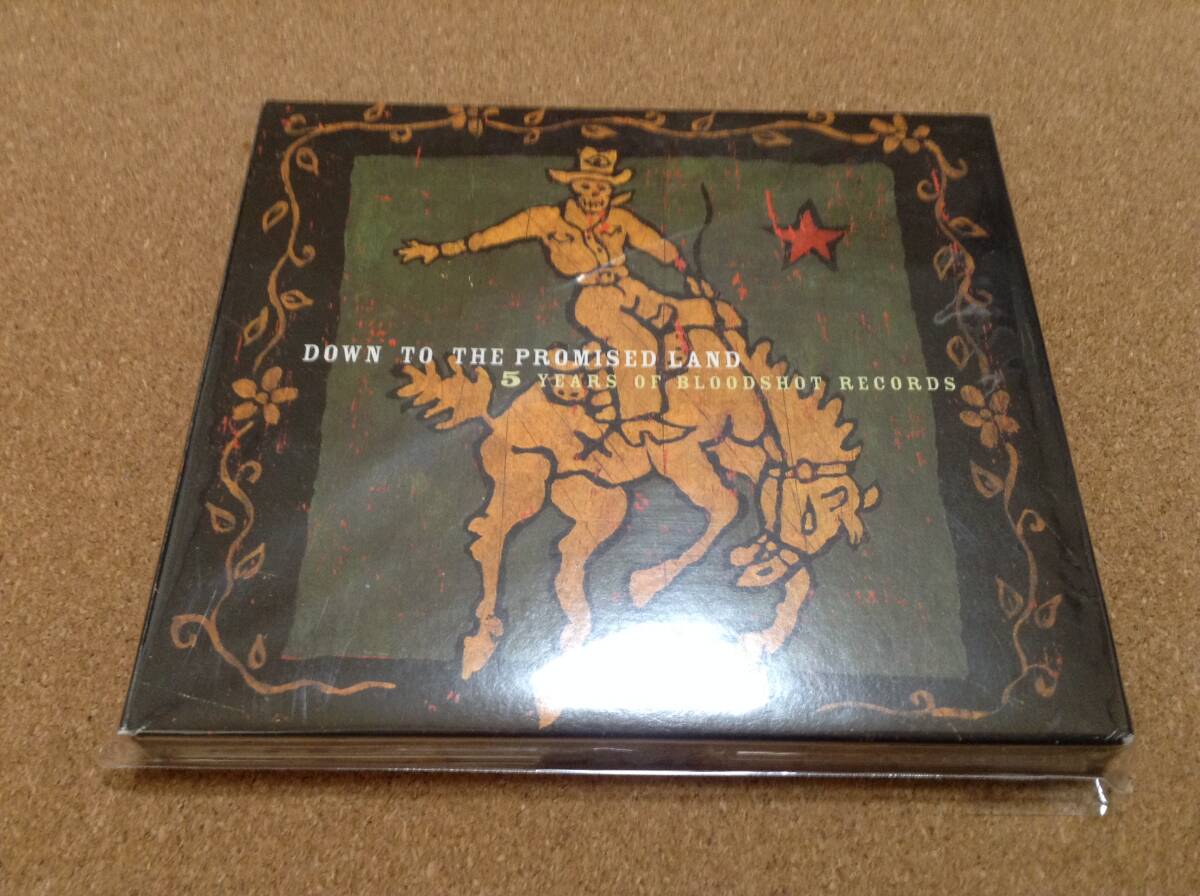 DOWN TO THE PROMISED LAND
5 YEARS OF BLOODSHOT RECORDS